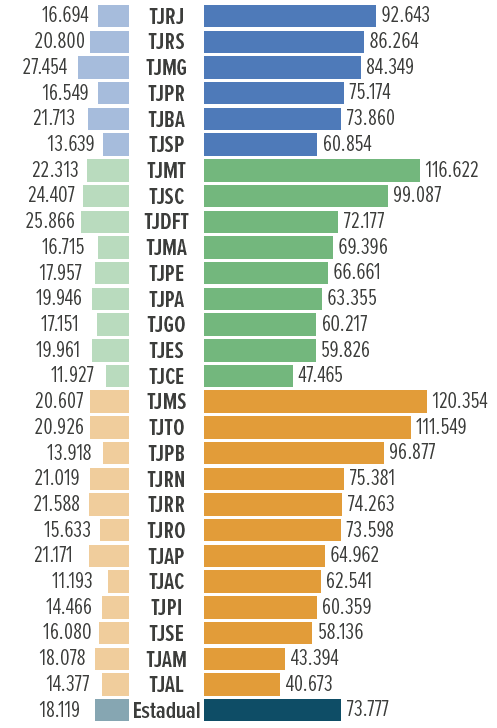 16.694 TJRJ 92.643
20.800 TJRS 86.264
27.454 TJMG 84.349
16.549 TJPR 75.174
21.713 TJBA 73.860
13.639 TJSP 60.854
22.313 TJMT 116.622
24.407 TJSC 99.087
25.866 TJDFT 72.177
16.715 TJMA 69.396
17.957 TJPE 66.661
19.946 TJPA 63.355
17.151 TJGO 60.217
19.961 TJES 59.826
11.927 TJCE 47.465
20.607 TJMS 120.354
20.926 TJTO 111.549
13.918 TJPB 96.877
21.019 TJRN 75.381
21.588 TJRR 74.263
15.633 TJRO 73.598
21.171 TJAP 64.962
11.193 TJAC 62.541
14.466 TJPI 60.359
16.080 TJSE 58.136
18.078 TJAM 43.394
14.377 TJAL 40.673
18.119 Estadual 73.777